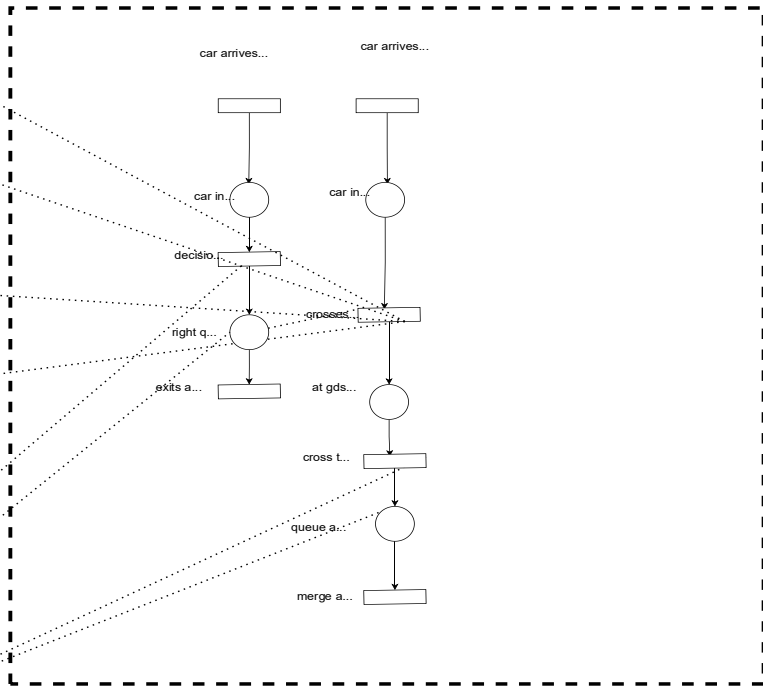 car arrives...
car arrives...
car in...
car in...
decisio...
crosses
right q...
exits a...
at gds...
cross t...
queue a...
merge a...